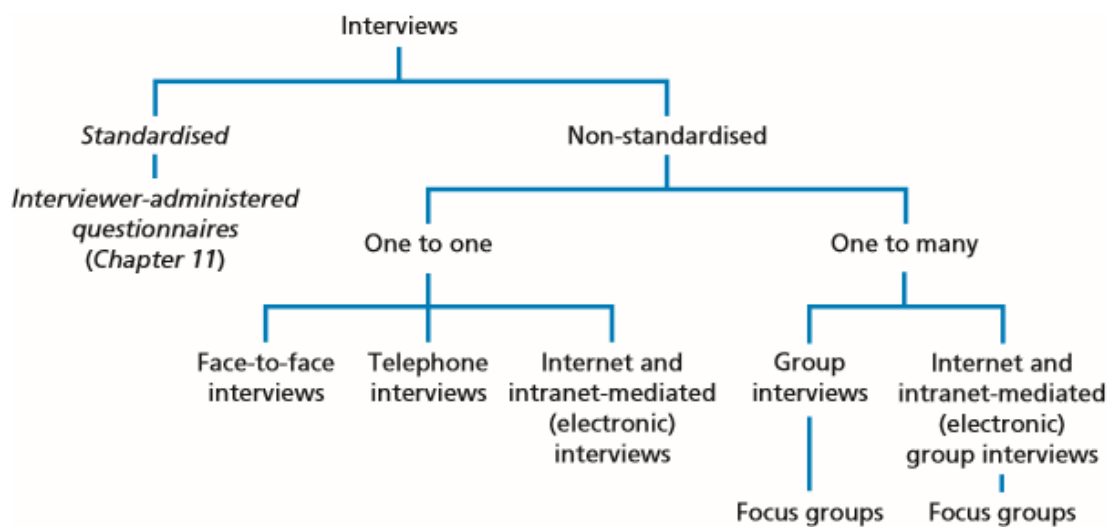 Interviews
Standardised
Non-standardised
Interviewer-administered
questionnaires
(Chapter 11)
One to one
One to many
Face-to-face
interviews
Telephone
interviews
Internet and
intranet-mediated
(electronic)
interviews
Group
interviews
Internet and
intranet-mediated
(electronic)
group interviews
Focus groups
Focus groups